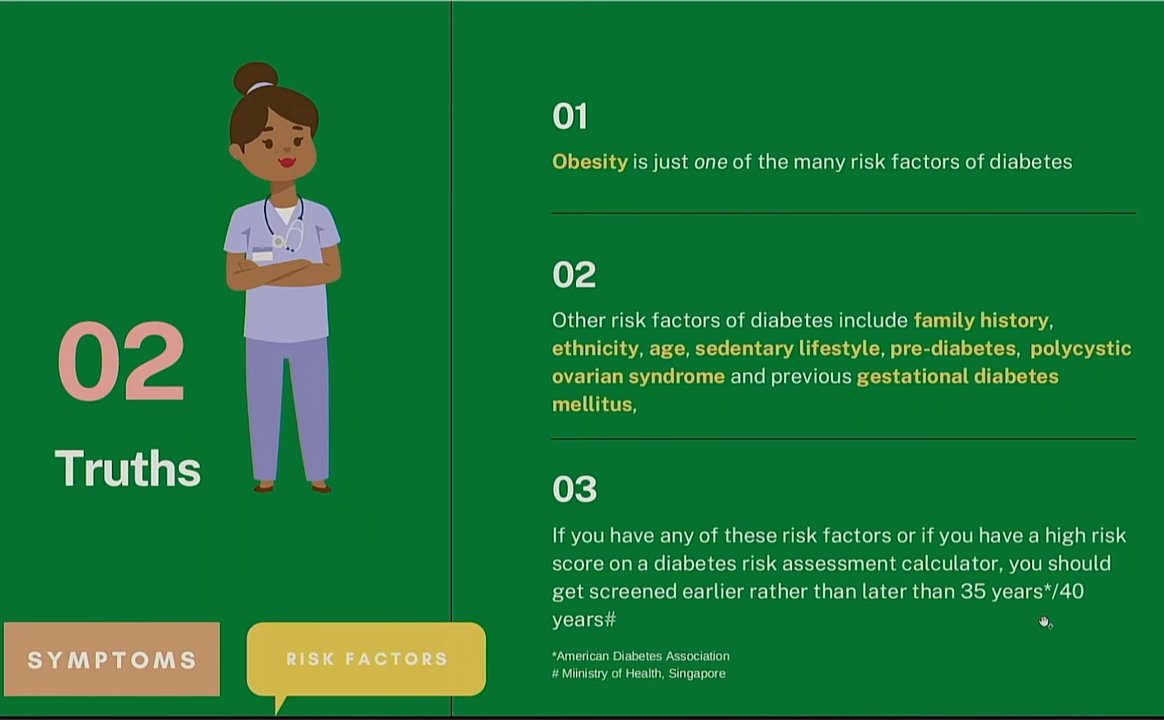 02
Truths
SYMPTOMS
RISK FACTORS
01
Obesity is just one of the many risk factors of diabetes
02
Other risk factors of diabetes include family history,
ethnicity, age, sedentary lifestyle, pre-diabetes, polycystic
ovarian syndrome and previous gestational diabetes
mellitus,
03
If you have any of these risk factors or if you have a high risk
score on a diabetes risk assessment calculator, you should
get screened earlier rather than later than 35 years*/40
years#
*American Diabetes Association
# Miinistry of Health, Singapore